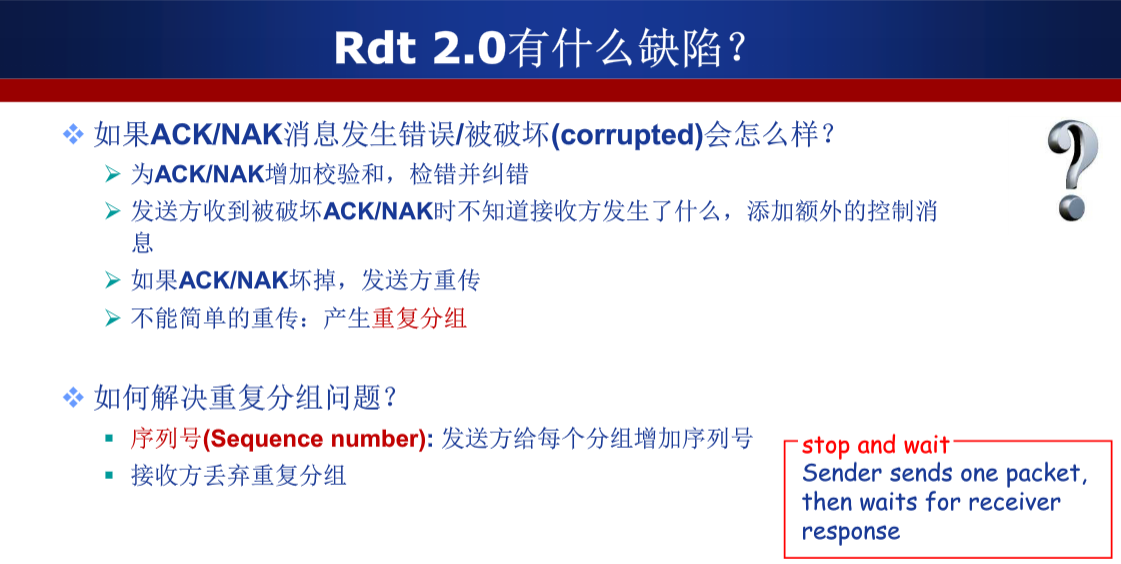 Rdt 2.0有什么缺陷？
如果ACK/NAK消息发生错误/被破坏(corrupted)会怎么样？
为ACK/NAK增加校验和，检错并纠错
发送方收到被破坏ACK/NAK时不知道接收方发生了什么，添加额外的控制消
息
如果ACK/NAK坏掉，发送方重传
不能简单的重传：产生重复分组
如何解决重复分组问题？
序列号(Sequence number): 发送方给每个分组增加序列号
接收方丢弃重复分组
stop and wait
Sender sends one packet,
then waits for receiver
response